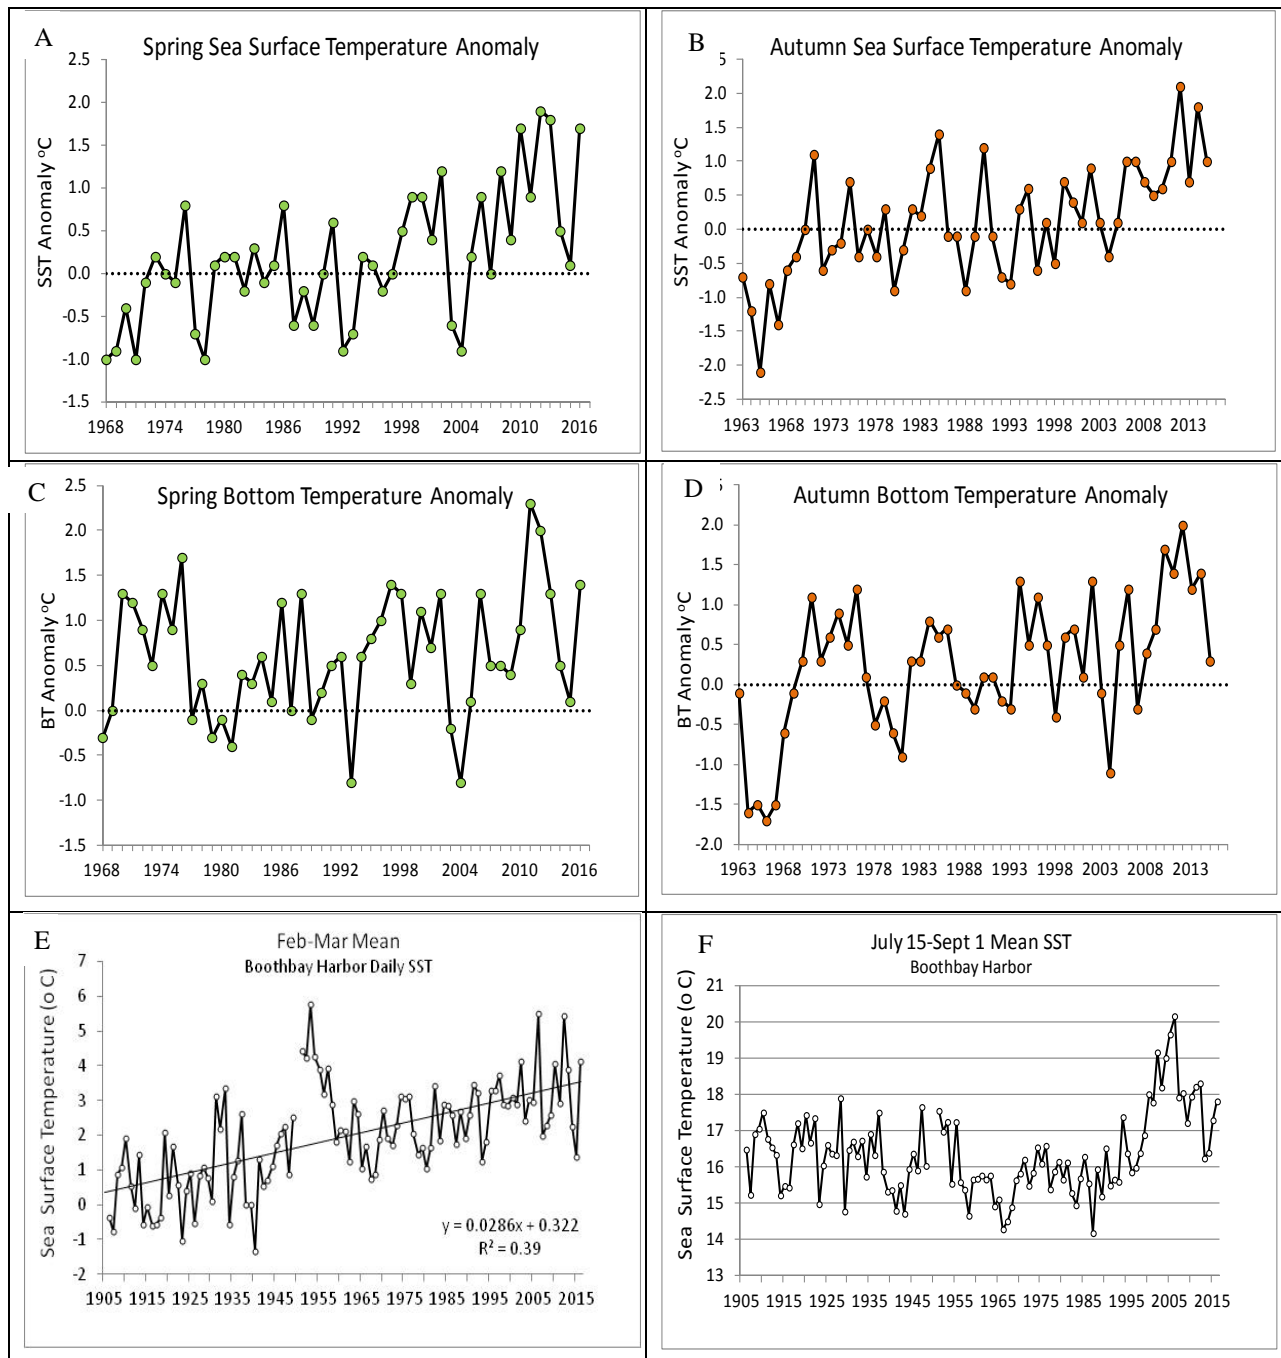 A
Spring Sea Surface Temperature Anomaly
SST Anomaly ºC
2.5
2.0
1.5
1.0
0.5
0.0
-0.5
-1.0
-1.5
1968 1974 1980 1986 1992 1998 2004 2010 2016
B
Autumn Sea Surface Temperature Anomaly
SST Anomaly ºC
5
2.0
1.5
1.0
0.5
0.0
-0.5
-1.0
-1.5
-2.0
-2.5
1963 1968 1973 1978 1983 1988 1993 1998 2003 2008 2013
C
Spring Bottom Temperature Anomaly
BT Anomaly ºC
2.5
2.0
1.5
1.0
0.5
0.0
-0.5
-1.0
-1.5
1968 1974 1980 1986 1992 1998 2004 2010 2016
D
Autumn Bottom Temperature Anomaly
BT Anomaly ºC
2.0
1.5
1.0
0.5
0.0
-0.5
-1.0
-1.5
-2.0
1963 1968 1973 1978 1983 1988 1993 1998 2003 2008 2013
E
Feb-Mar Mean
Boothbay Harbor Daily SST
Sea Surface Temperature (o C)
7
6
5
4
3
2
1
0
-1
-2
y = 0.0286x + 0.322
R² = 0.39
1905 1915 1925 1935 1945 1955 1965 1975 1985 1995 2005 2015
F
July 15-Sept 1 Mean SST
Boothbay Harbor
Sea Surface Temperature (o C)
21
20
19
18
17
16
15
14
13
1905 1915 1925 1935 1945 1955 1965 1975 1985 1995 2005 2015